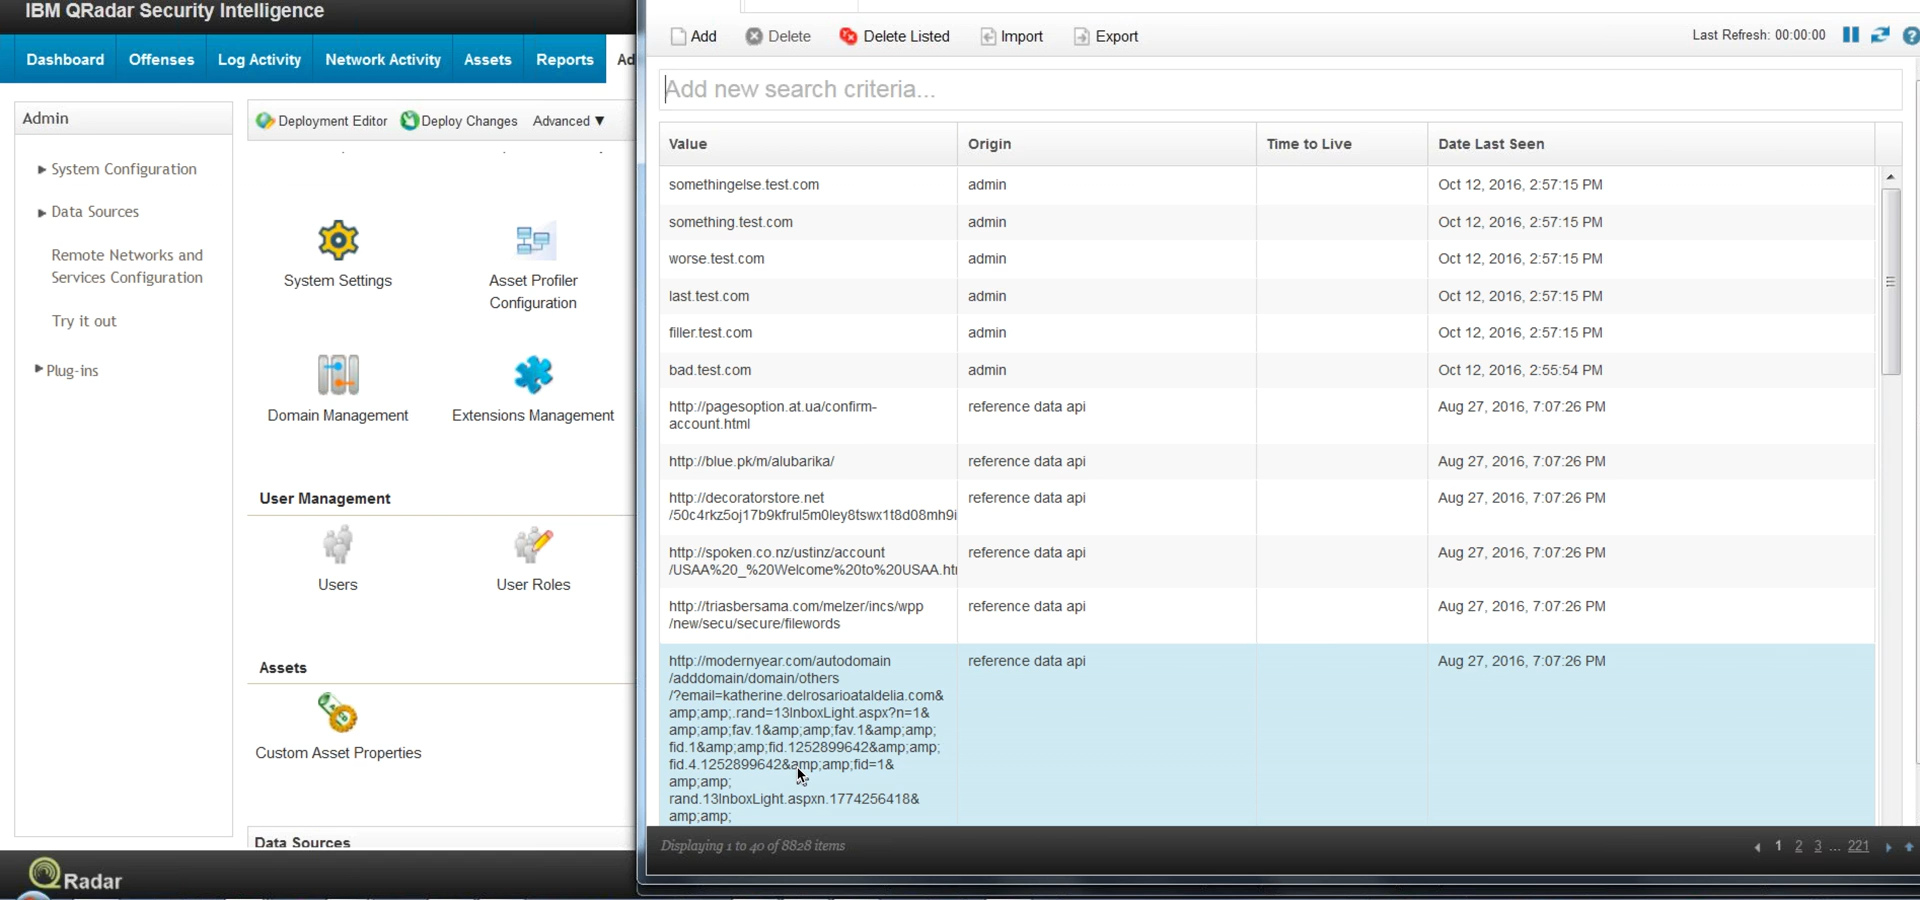 IBM QRadar Security Intelligence
Dashboard Offenses Log Activity Network Activity Assets Reports Ad
Admin
System Configuration
Data Sources
Remote Networks and
Services Configuration
Try it out
Plug-ins
Deployment Editor Deploy Changes Advanced ▼
System Settings
Asset Profiler
Configuration
Domain Management
Extensions Management
User Management
Users
User Roles
Assets
Custom Asset Properties
Data Sources
QRadar
Add Delete Delete Listed Import Export Last Refresh: 00:00:00
Add new search criteria...
Value Origin Time to Live Date Last Seen
somethingelse.test.com admin Oct 12, 2016, 2:57:15 PM
something.test.com admin Oct 12, 2016, 2:57:15 PM
worse.test.com admin Oct 12, 2016, 2:57:15 PM
last.test.com admin Oct 12, 2016, 2:57:15 PM
filler.test.com admin Oct 12, 2016, 2:57:15 PM
bad.test.com admin Oct 12, 2016, 2:55:54 PM
http://pagesoption.at.ua/confirm- reference data api Aug 27, 2016, 7:07:26 PM
account.html
http://blue.pk/m/alubarika/ reference data api Aug 27, 2016, 7:07:26 PM
http://decoratorstore.net reference data api Aug 27, 2016, 7:07:26 PM
/50c4rkz5oj17b9kfrul5m0ley8tswx1t8d08mh9i
http://spoken.co.nz/ustinz/account reference data api Aug 27, 2016, 7:07:26 PM
/USAA%20_%20Welcome%20to%20USAA.htm
http://triasbersama.com/melzer/incs/wpp reference data api Aug 27, 2016, 7:07:26 PM
/new/secu/secure/filewords
http://modernyear.com/autodomain reference data api Aug 27, 2016, 7:07:26 PM
/adddomain/domain/others
/?email=katherine.delrosarioataldelia.com&
amp;amp;.rand=13InboxLight.aspx?n=1&
amp;amp;fav.1&amp;amp;fav.1&amp;amp;
fid.1&amp;amp;fid.1252899642&amp;amp;
fid.4.1252899642&amp;amp;fid=1&
amp;amp;
rand.13InboxLight.aspxn.1774256418&
amp;amp;
Displaying 1 to 40 of 8828 items 1 2 3 ... 221